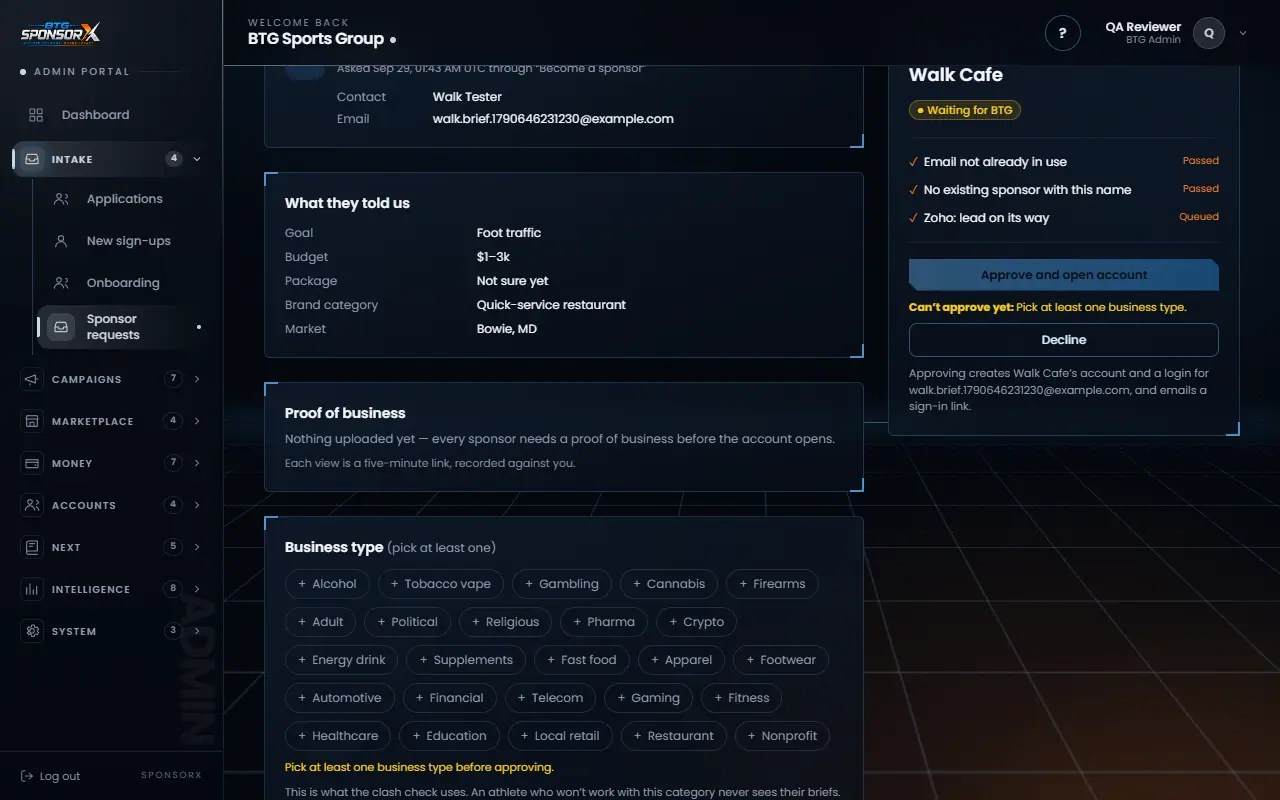 BTG
SPONSORX
ADMIN PORTAL
Dashboard
INTAKE 4
Applications
New sign-ups
Onboarding
Sponsor
requests
CAMPAIGNS 7
MARKETPLACE 4
MONEY 7
ACCOUNTS 4
NEXT 5
INTELLIGENCE 8
SYSTEM 3
ADMIN
Log out SPONSORX
WELCOME BACK
BTG Sports Group
?
QA Reviewer
BTG Admin
Q
Asked Sep 29, 01:43 AM UTC through "Become a sponsor"
Contact Walk Tester
Email walk.brief.1790646231230@example.com
What they told us
Goal Foot traffic
Budget $1–3k
Package Not sure yet
Brand category Quick-service restaurant
Market Bowie, MD
Proof of business
Nothing uploaded yet — every sponsor needs a proof of business before the account opens.
Each view is a five-minute link, recorded against you.
Business type (pick at least one)
+ Alcohol + Tobacco vape + Gambling + Cannabis + Firearms
+ Adult + Political + Religious + Pharma + Crypto
+ Energy drink + Supplements + Fast food + Apparel + Footwear
+ Automotive + Financial + Telecom + Gaming + Fitness
+ Healthcare + Education + Local retail + Restaurant + Nonprofit
Pick at least one business type before approving.
This is what the clash check uses. An athlete who won't work with this category never sees their briefs.
Walk Cafe
Waiting for BTG
✓ Email not already in use Passed
✓ No existing sponsor with this name Passed
✓ Zoho: lead on its way Queued
Approve and open account
Can't approve yet: Pick at least one business type.
Decline
Approving creates Walk Cafe's account and a login for
walk.brief.1790646231230@example.com, and emails a
sign-in link.